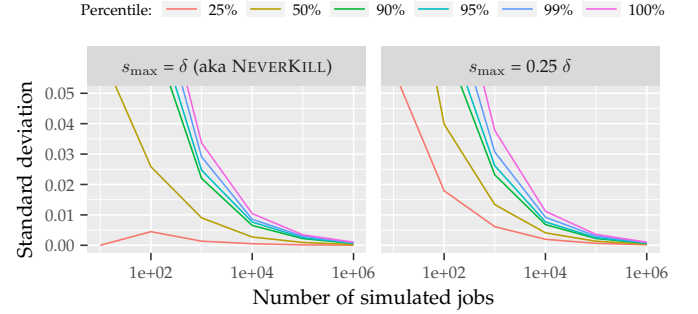 Percentile: 25% 50% 90% 95% 99% 100%
s_max = δ (aka NEVERKILL) s_max = 0.25 δ
Standard deviation
0.05
0.04
0.03
0.02
0.01
0.00
1e+02 1e+04 1e+06 1e+02 1e+04 1e+06
Number of simulated jobs